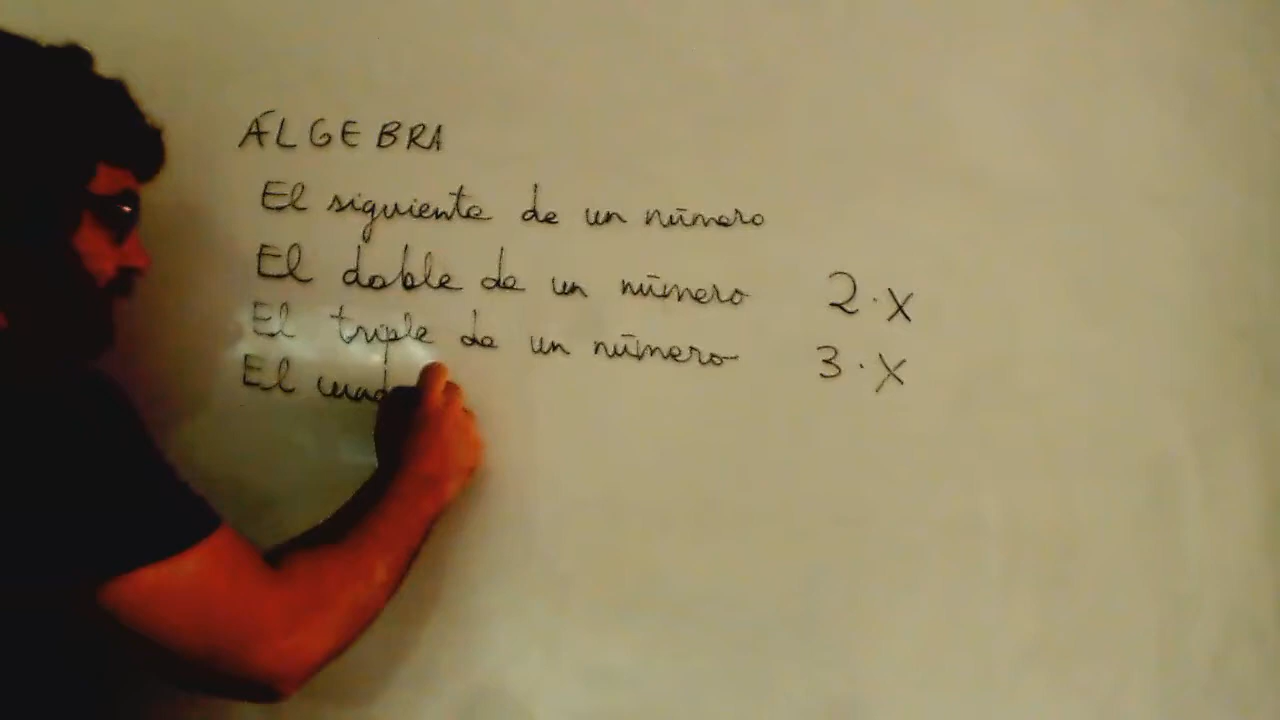 ÁLGEBRA
El siguiente de un número
El doble de un número 2·x
El triple de un número 3·x
El cuad